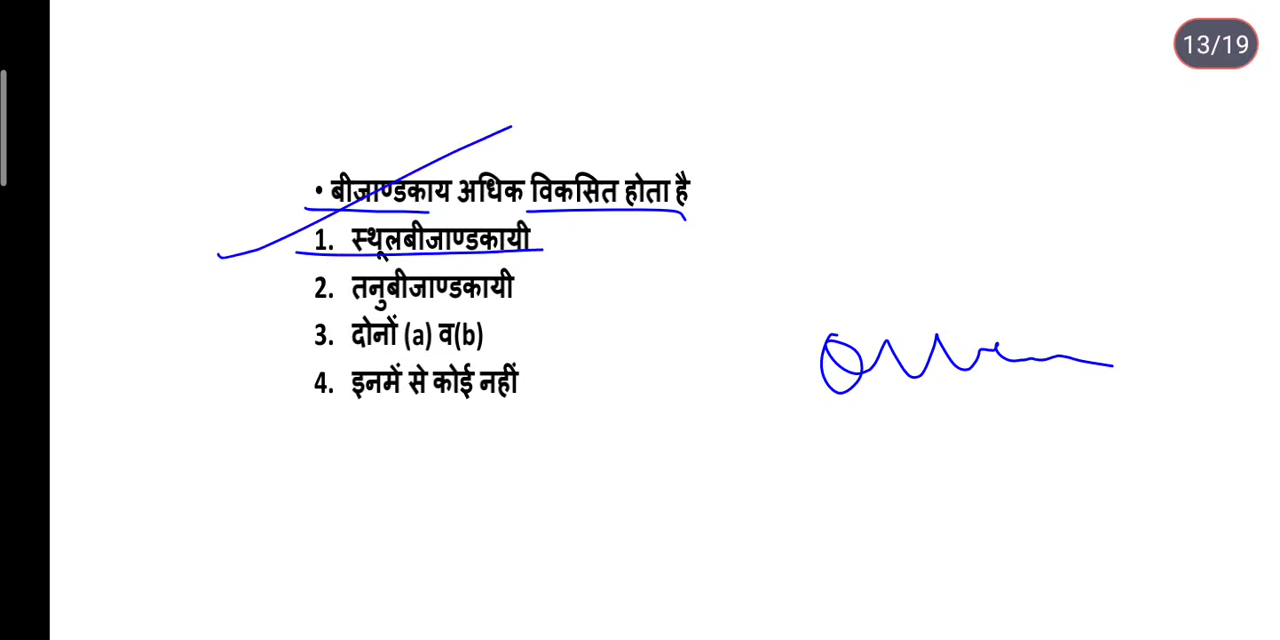 13/19
• बीजाण्डकाय अधिक विकसित होता है
1. स्थूलबीजाण्डकायी
2. तनुबीजाण्डकायी
3. दोनों (a) व(b)
4. इनमें से कोई नहीं